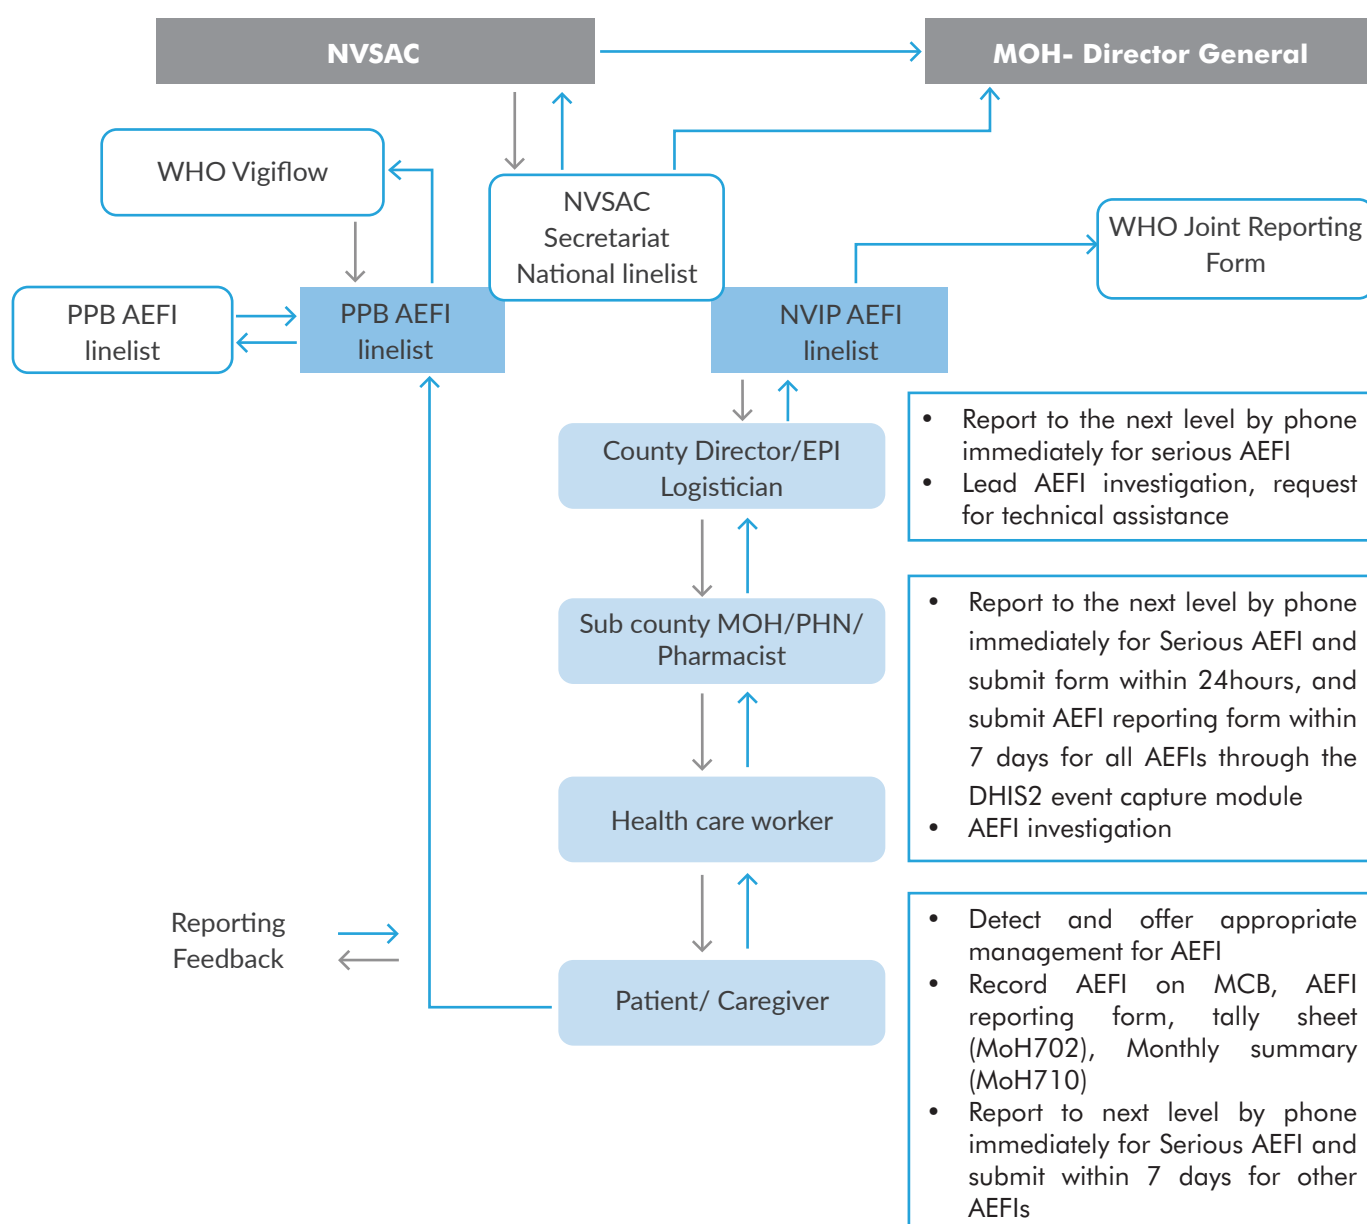 NVSAC
MOH- Director General
WHO Vigiflow
NVSAC
Secretariat
National linelist
WHO Joint Reporting
Form
PPB AEFI
linelist
PPB AEFI
linelist
NVIP AEFI
linelist
County Director/EPI
Logistician
• Report to the next level by phone
immediately for serious AEFI
• Lead AEFI investigation, request
for technical assistance
Sub county MOH/PHN/
Pharmacist
• Report to the next level by phone
immediately for Serious AEFI and
submit form within 24hours, and
submit AEFI reporting form within
7 days for all AEFIs through the
DHIS2 event capture module
• AEFI investigation
Health care worker
Reporting
Feedback
Patient/ Caregiver
• Detect and offer appropriate
management for AEFI
• Record AEFI on MCB, AEFI
reporting form, tally sheet
(MoH702), Monthly summary
(MoH710)
• Report to next level by phone
immediately for Serious AEFI and
submit within 7 days for other
AEFIs